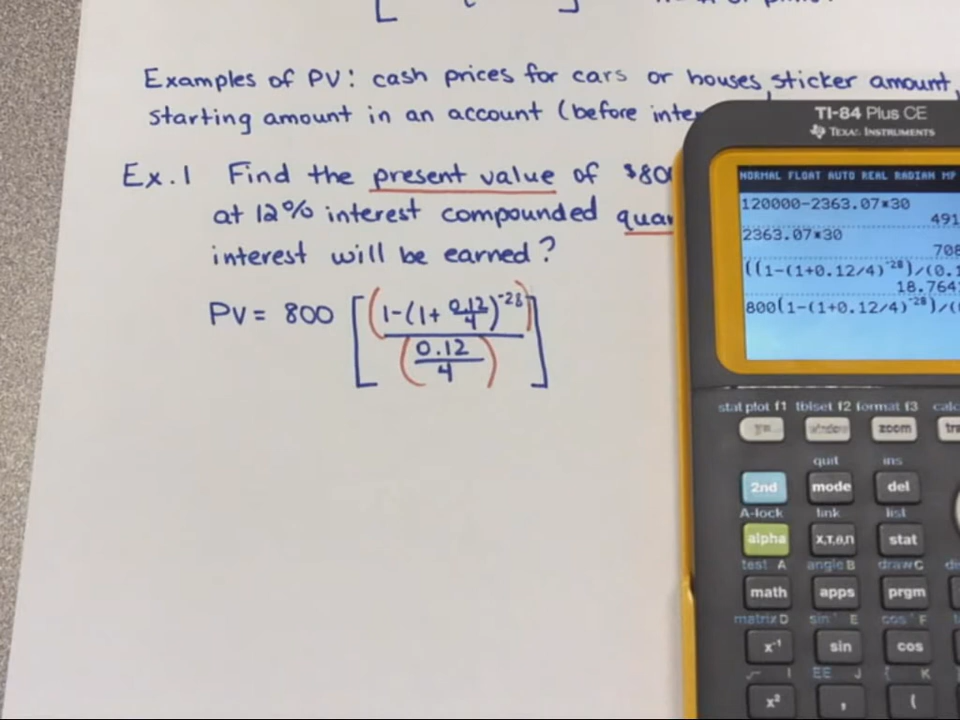 Examples of PV: cash prices for cars or houses, sticker amount,
starting amount in an account (before
Ex.1 Find the present value of
at 12% interest compounded
interest will be earned?
PV = 800 [ (1-(1+ 0.12/4)^-28) / (0.12/4) ]
TI-84 Plus CE
TEXAS INSTRUMENTS
NORMAL FLOAT AUTO REAL RADIAN MP
120000-2363.07*30
491
2363.07*30
708
((1-(1+0.12/4)^-28)/(0.1
18.764
800(1-(1+0.12/4)^-28)/(
stat plot f1 tblset f2 format f3
y= window zoom
quit ins
2nd mode del
A-lock link list
alpha X,T,θ,n stat
test A angle B draw C
math apps prgm
matrix D sin⁻¹ E cos⁻¹ F
x⁻¹ sin cos
√ I EE J { K
x² , (